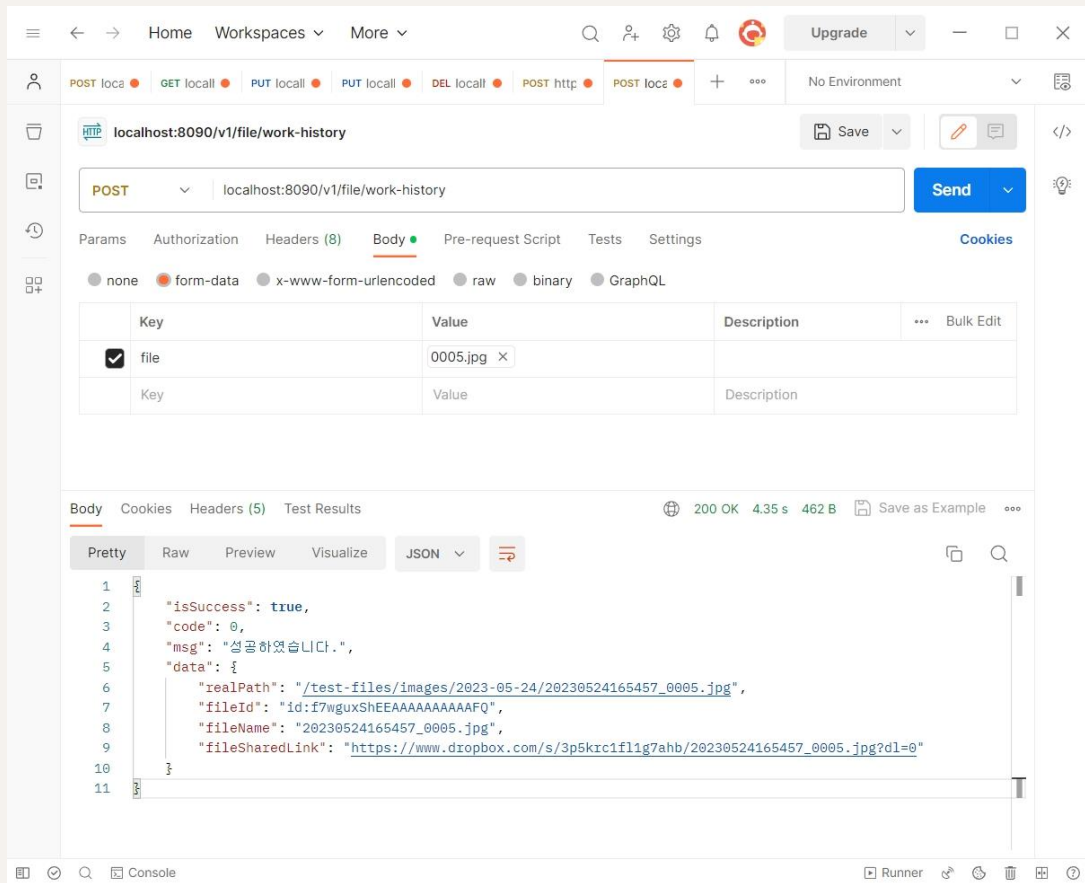 Home Workspaces More Upgrade
POST loca GET locall PUT locall PUT locall DEL locall POST http POST loca No Environment
HTTP localhost:8090/v1/file/work-history Save
POST localhost:8090/v1/file/work-history Send
Params Authorization Headers (8) Body Pre-request Script Tests Settings Cookies
none form-data x-www-form-urlencoded raw binary GraphQL
Key Value Description Bulk Edit
file 0005.jpg
Key Value Description
Body Cookies Headers (5) Test Results 200 OK 4.35 s 462 B Save as Example
Pretty Raw Preview Visualize JSON
1 {
2 "isSuccess": true,
3 "code": 0,
4 "msg": "성공하였습니다.",
5 "data": {
6 "realPath": "/test-files/images/2023-05-24/20230524165457_0005.jpg",
7 "fileId": "id:f7wguxShEEAAAAAAAAAAFQ",
8 "fileName": "20230524165457_0005.jpg",
9 "fileSharedLink": "https://www.dropbox.com/s/3p5krc1fl1g7ahb/20230524165457_0005.jpg?dl=0"
10 }
11 }
Console Runner